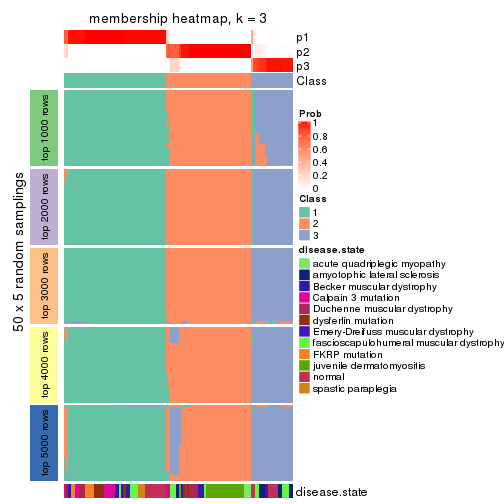 membership heatmap, k = 3
p1
p2
p3
Class
50 x 5 random samplings
top 1000 rows
top 2000 rows
top 3000 rows
top 4000 rows
top 5000 rows
disease.state
Prob
1
0.8
0.6
0.4
0.2
0
Class
1
2
3
disease.state
acute quadriplegic myopathy
amyotophic lateral sclerosis
Becker muscular dystrophy
Calpain 3 mutation
Duchenne muscular dystrophy
dysferlin mutation
Emery-Dreifuss muscular dystrophy
fascioscapulohumeral muscular dystrophy
FKRP mutation
juvenile dermatomyositis
normal
spastic paraplegia